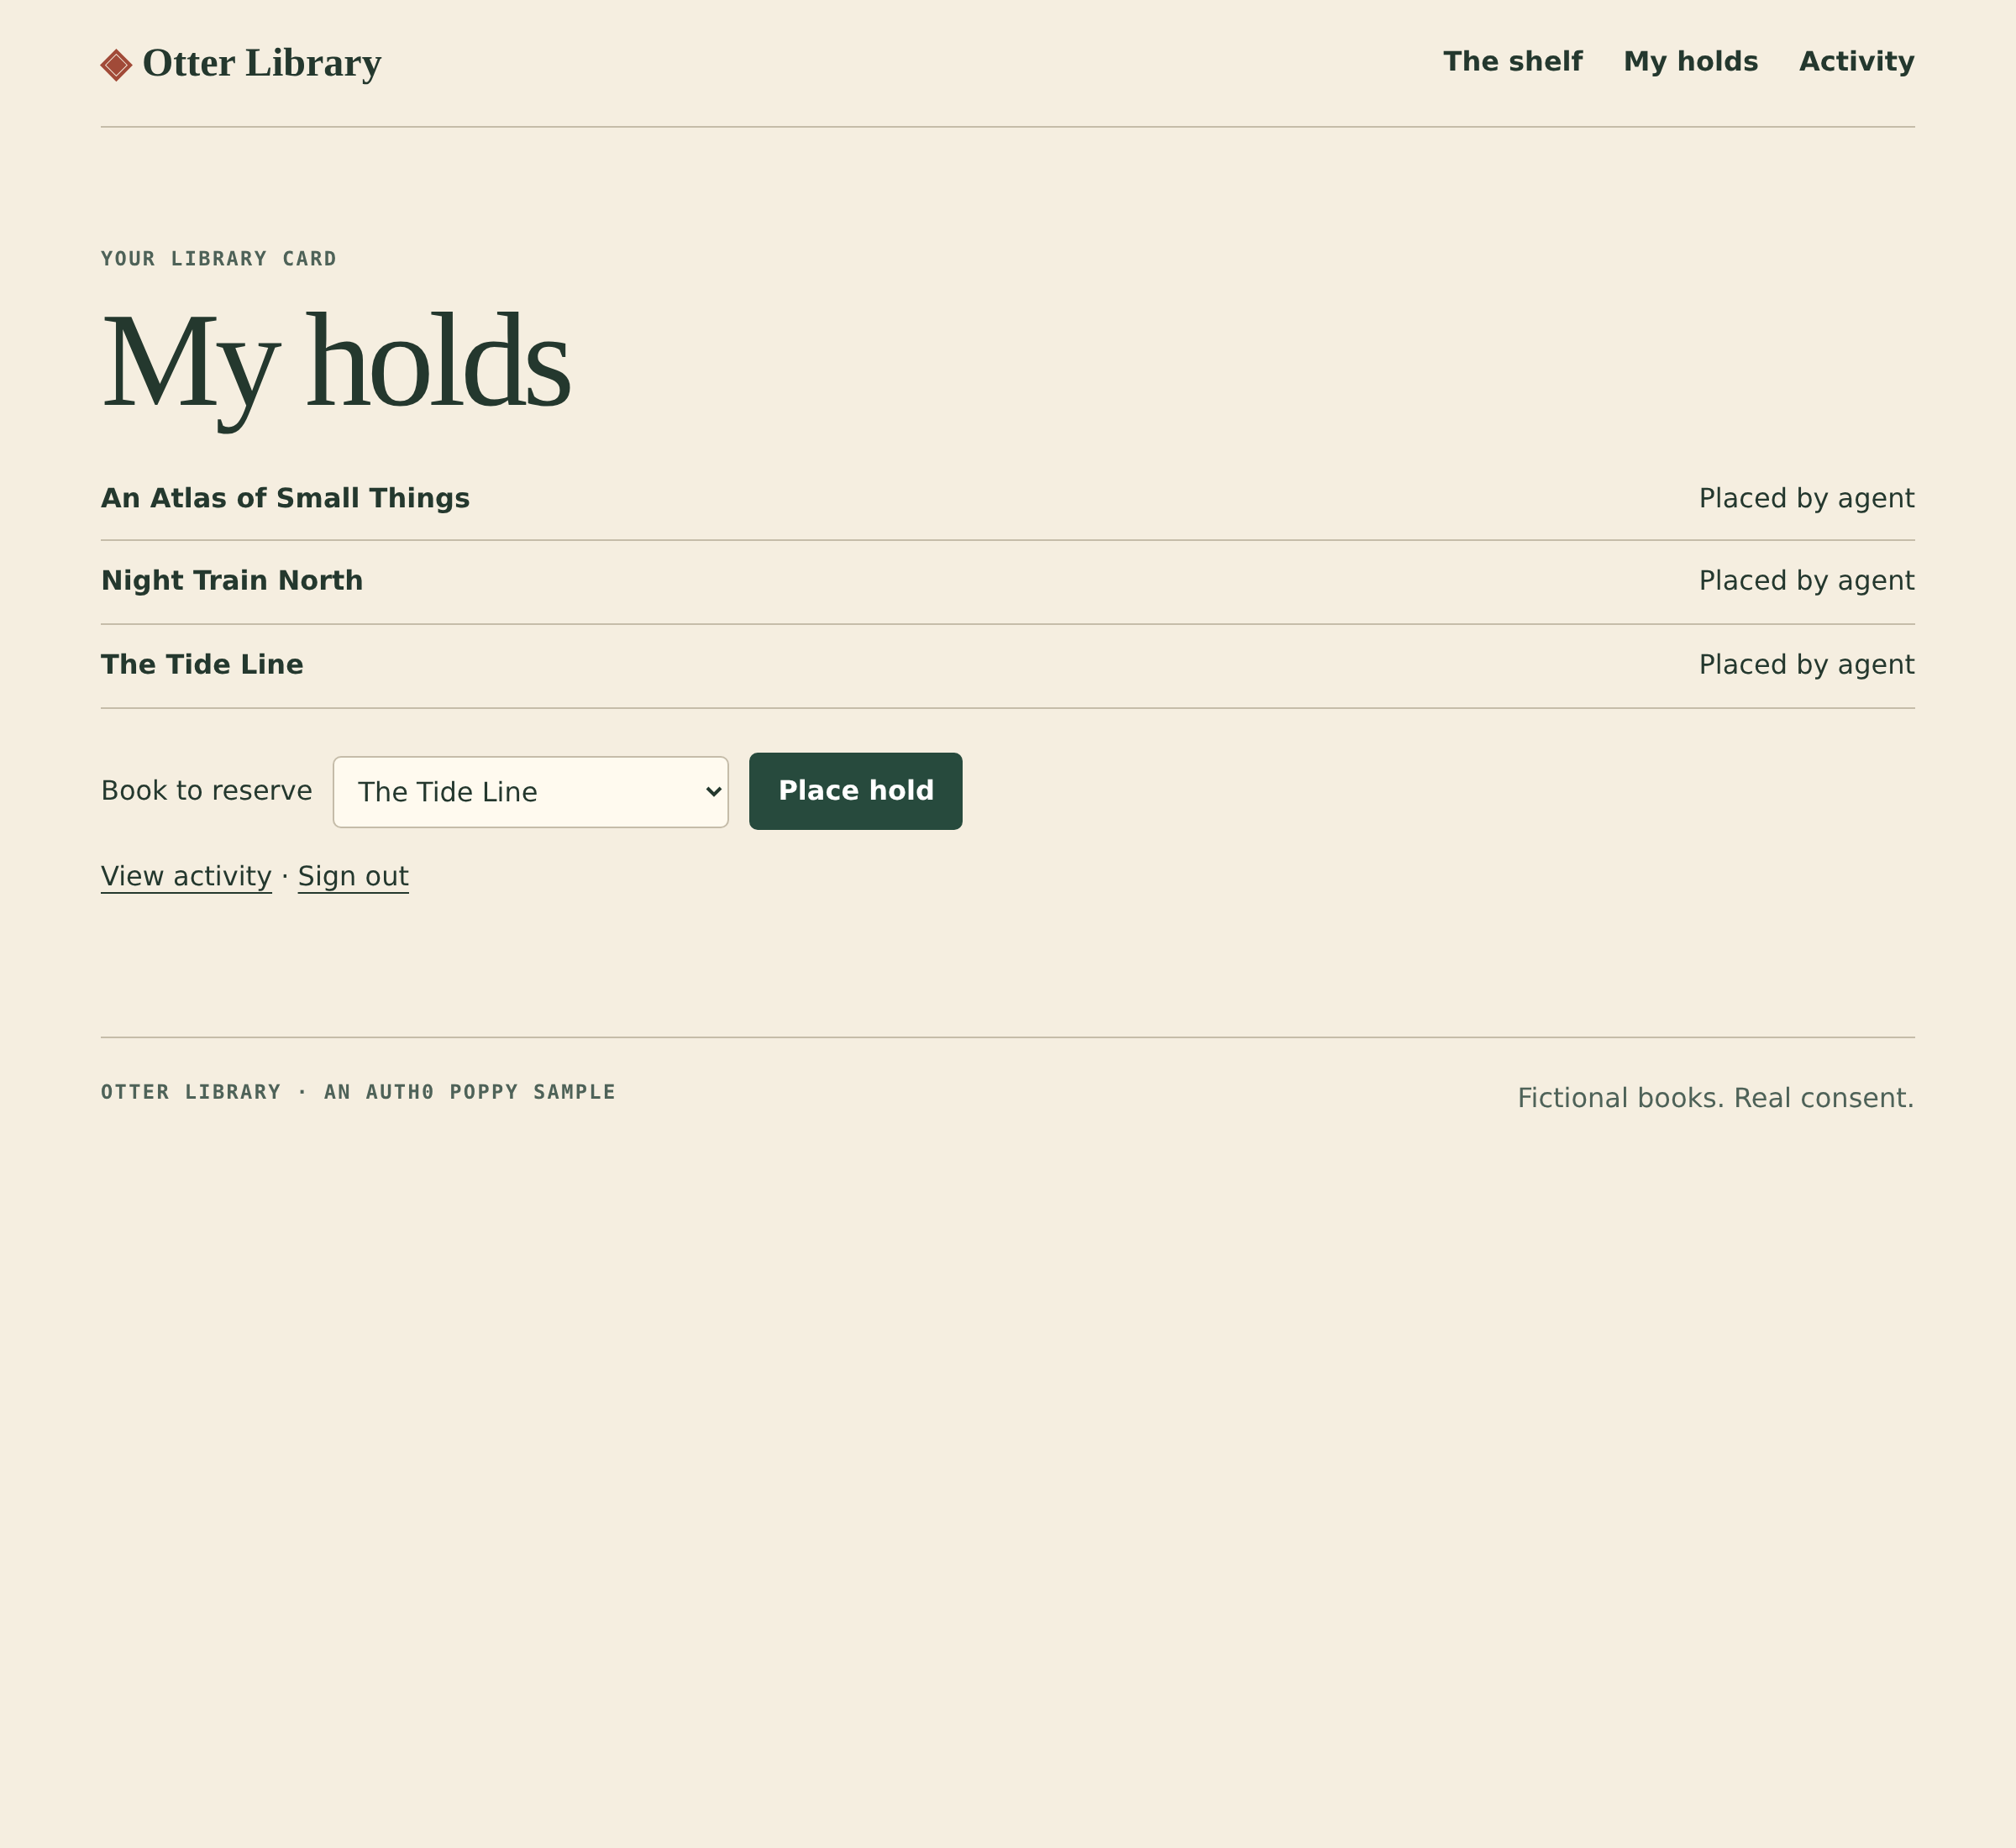 Otter Library
The shelf My holds Activity
YOUR LIBRARY CARD
My holds
An Atlas of Small Things Placed by agent
Night Train North Placed by agent
The Tide Line Placed by agent
Book to reserve The Tide Line Place hold
View activity · Sign out
OTTER LIBRARY · AN AUTH0 POPPY SAMPLE
Fictional books. Real consent.